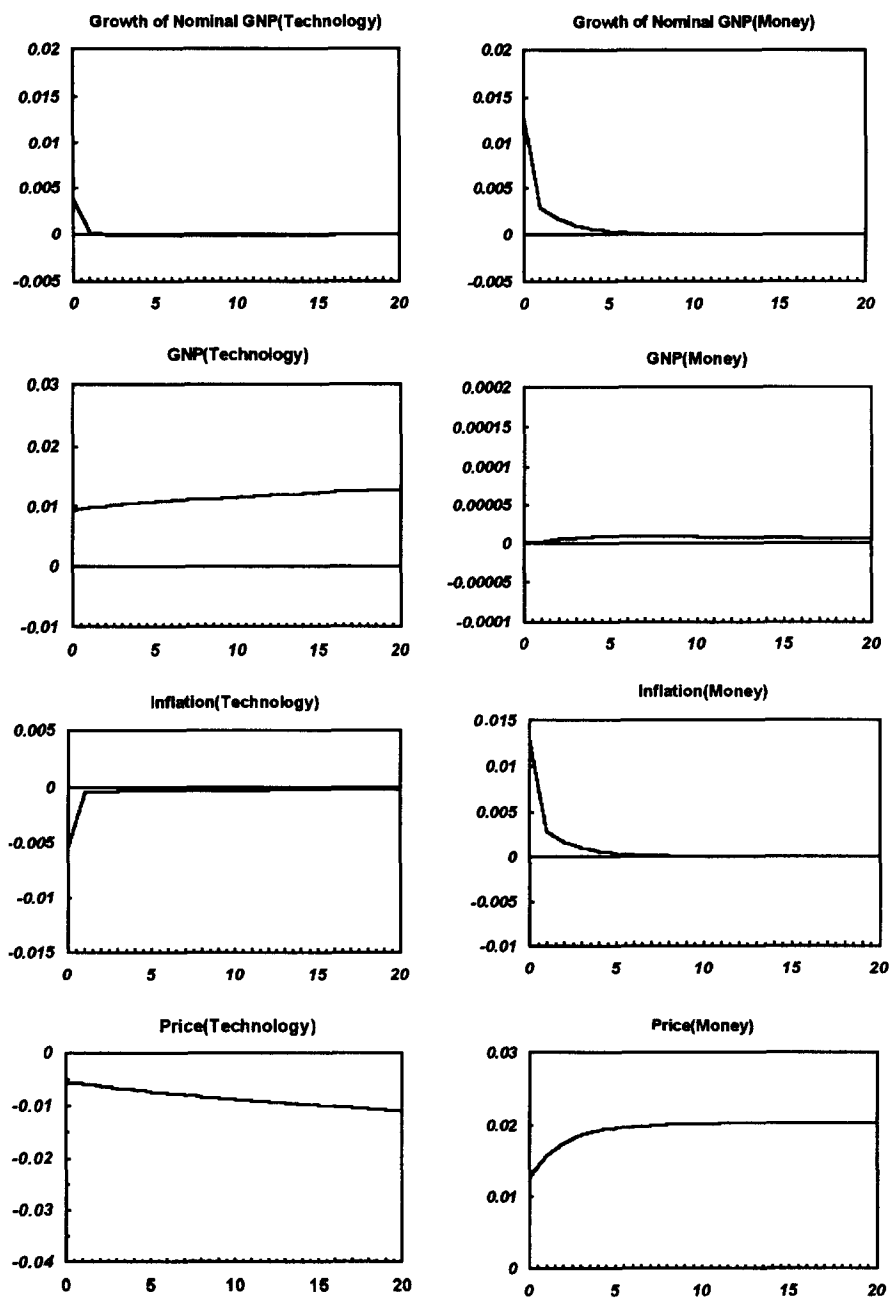 Growth of Nominal GNP(Technology)
0.02
0.015
0.01
0.005
0
-0.005
0 5 10 15 20
Growth of Nominal GNP(Money)
0.02
0.015
0.01
0.005
0
-0.005
0 5 10 15 20
GNP(Technology)
0.03
0.02
0.01
0
-0.01
0 5 10 15 20
GNP(Money)
0.0002
0.00015
0.0001
0.00005
0
-0.00005
-0.0001
0 5 10 15 20
Inflation(Technology)
0.005
0
-0.005
-0.01
-0.015
0 5 10 15 20
Inflation(Money)
0.015
0.01
0.005
0
-0.005
-0.01
0 5 10 15 20
Price(Technology)
0
-0.01
-0.02
-0.03
-0.04
0 5 10 15 20
Price(Money)
0.03
0.02
0.01
0
0 5 10 15 20